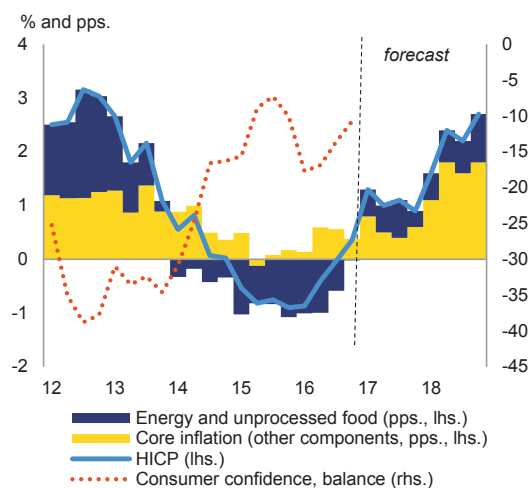 % and pps.
4
3
2
1
0
-1
-2
0
-5
-10
-15
-20
-25
-30
-35
-40
-45
forecast
12 13 14 15 16 17 18
Energy and unprocessed food (pps., lhs.)
Core inflation (other components, pps., lhs.)
HICP (lhs.)
Consumer confidence, balance (rhs.)